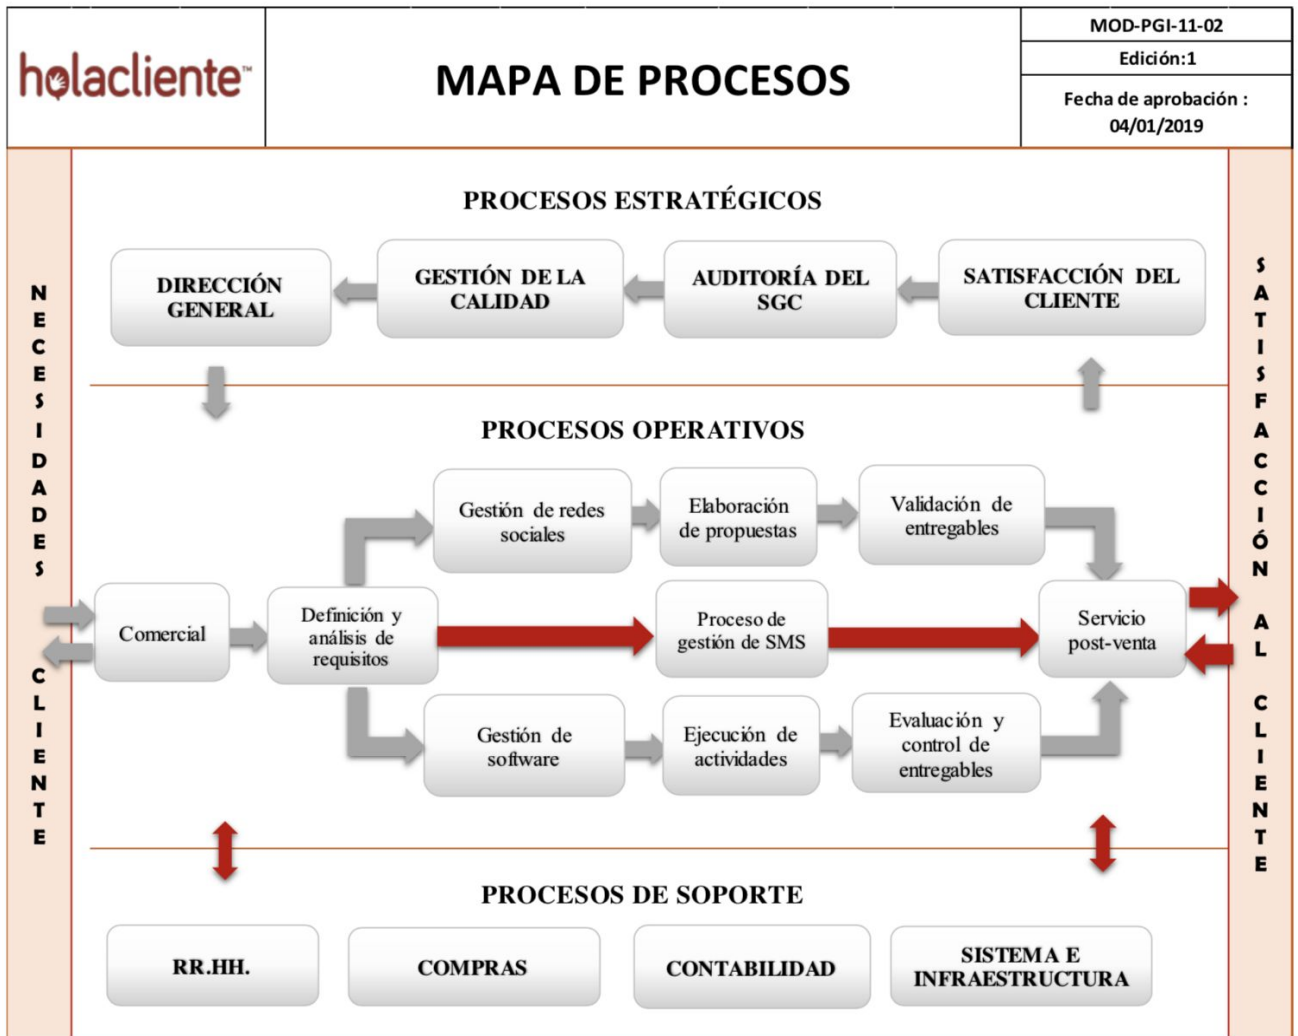 holacliente™
MAPA DE PROCESOS
MOD-PGI-11-02
Edición:1
Fecha de aprobación :
04/01/2019
NECESIDADES CLIENTE
PROCESOS ESTRATÉGICOS
DIRECCIÓN
GENERAL
GESTIÓN DE LA
CALIDAD
AUDITORÍA DEL
SGC
SATISFACCIÓN DEL
CLIENTE
PROCESOS OPERATIVOS
Comercial
Definición y
análisis de
requisitos
Gestión de redes
sociales
Elaboración
de propuestas
Validación de
entregables
Proceso de
gestión de SMS
Gestión de
software
Ejecución de
actividades
Evaluación y
control de
entregables
Servicio
post-venta
PROCESOS DE SOPORTE
RR.HH.
COMPRAS
CONTABILIDAD
SISTEMA E
INFRAESTRUCTURA
SATISFACCIÓN AL CLIENTE